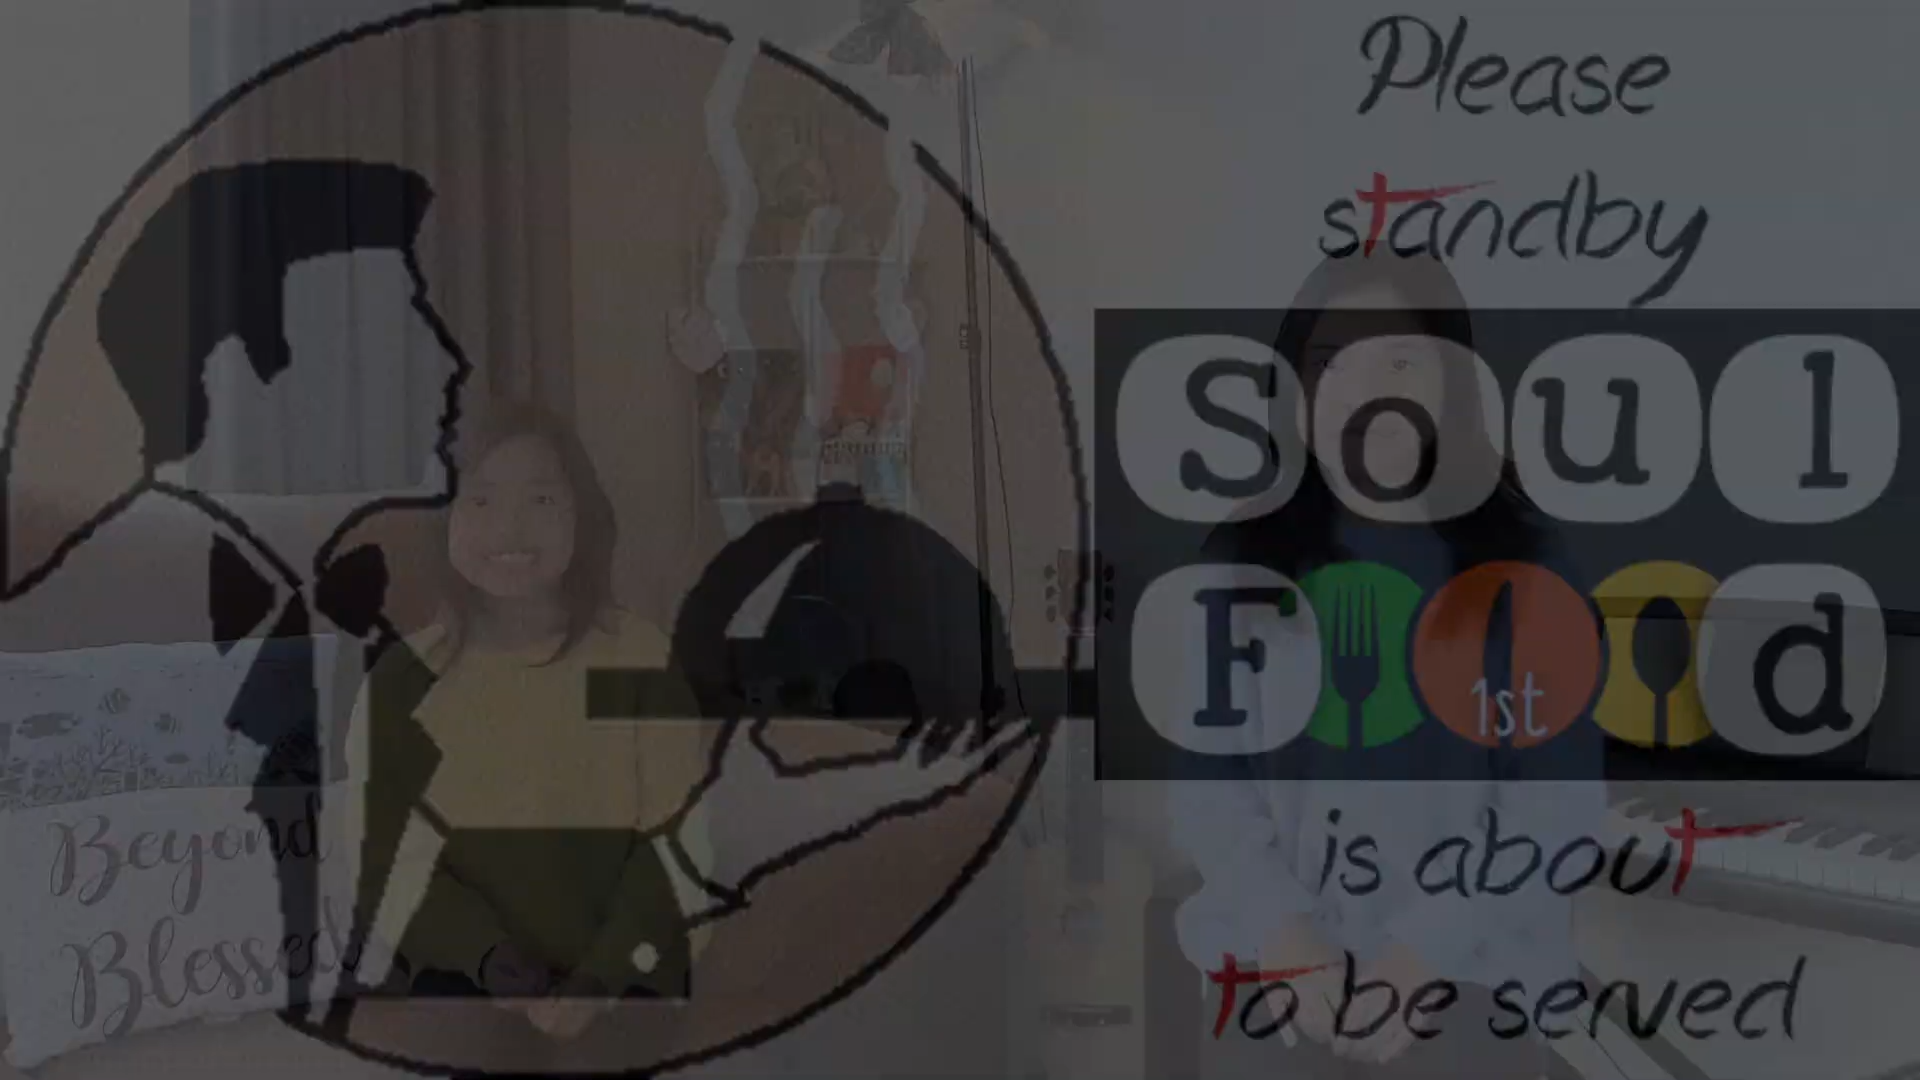 Please
standby
Soul
F    d
1st
is about
to be served
Beyond
Blessed